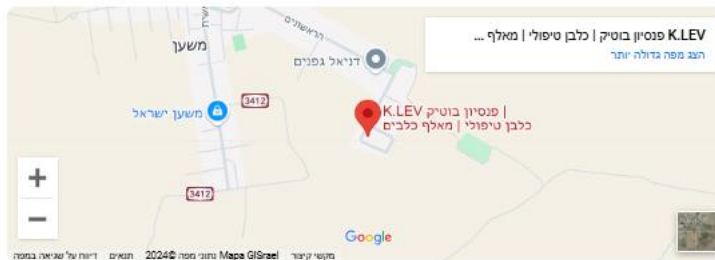 K.LEV פנסיון בוטיק | כלבן טיפולי | מאלף ...
הצג מפה גדולה יותר
משען
הראשונים
דניאל גפנים
3412
משען ישראל
K.LEV פנסיון בוטיק |
כלבן טיפולי | מאלף כלבים
3412
+
−
Google
מקשי קיצור
נתוני מפה ©2024 Mapa GISrael
תנאים
דיווח על שגיאה במפה